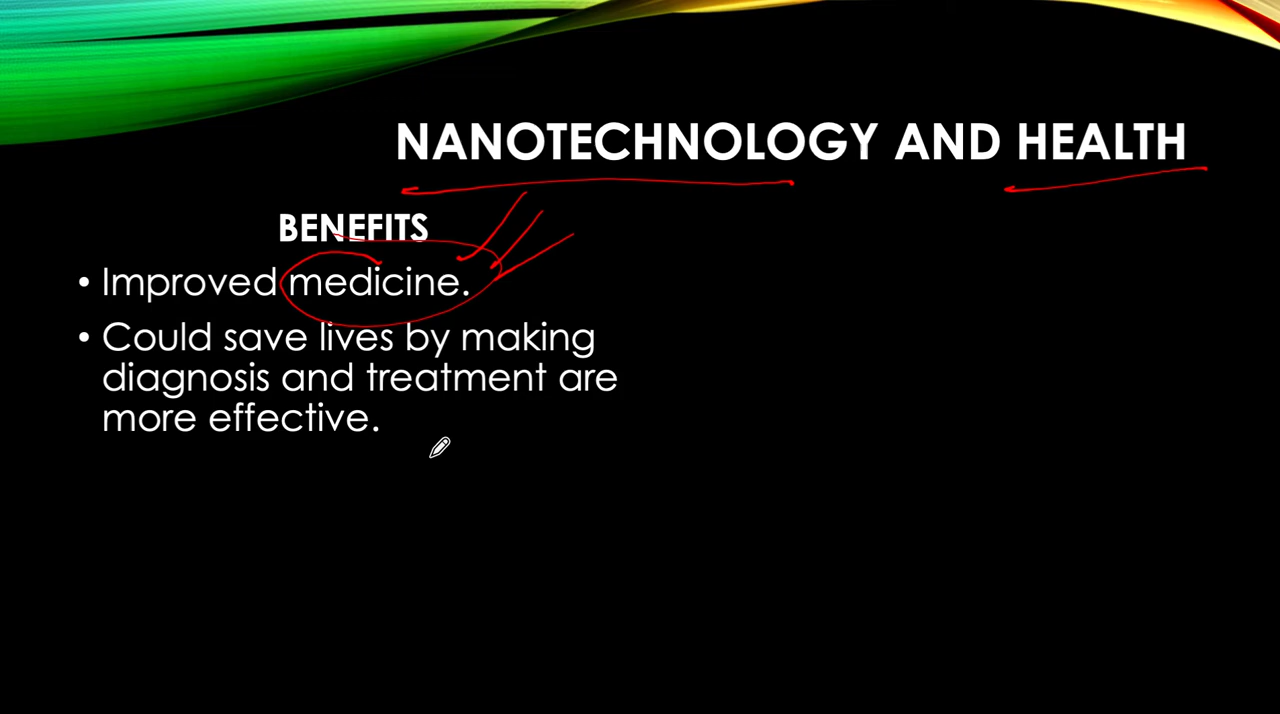 NANOTECHNOLOGY AND HEALTH
BENEFITS
• Improved medicine.
• Could save lives by making
diagnosis and treatment are
more effective.